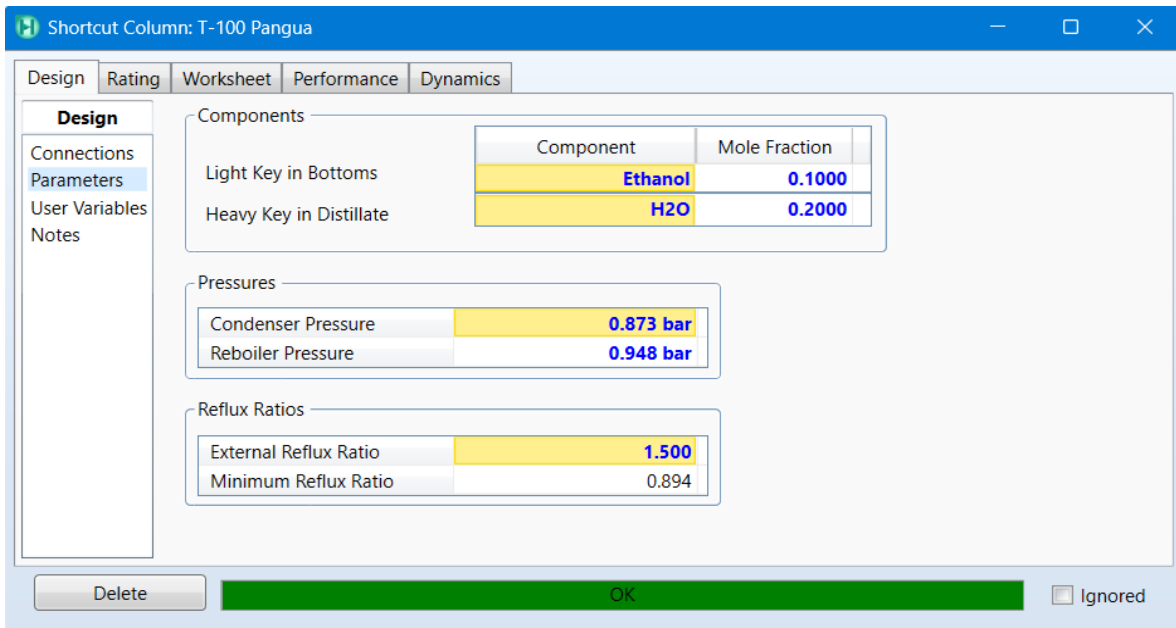 Shortcut Column: T-100 Pangua
Design Rating Worksheet Performance Dynamics
Design
Connections
Parameters
User Variables
Notes
Components
Component Mole Fraction
Light Key in Bottoms Ethanol 0.1000
Heavy Key in Distillate H2O 0.2000
Pressures
Condenser Pressure 0.873 bar
Reboiler Pressure 0.948 bar
Reflux Ratios
External Reflux Ratio 1.500
Minimum Reflux Ratio 0.894
Delete OK Ignored